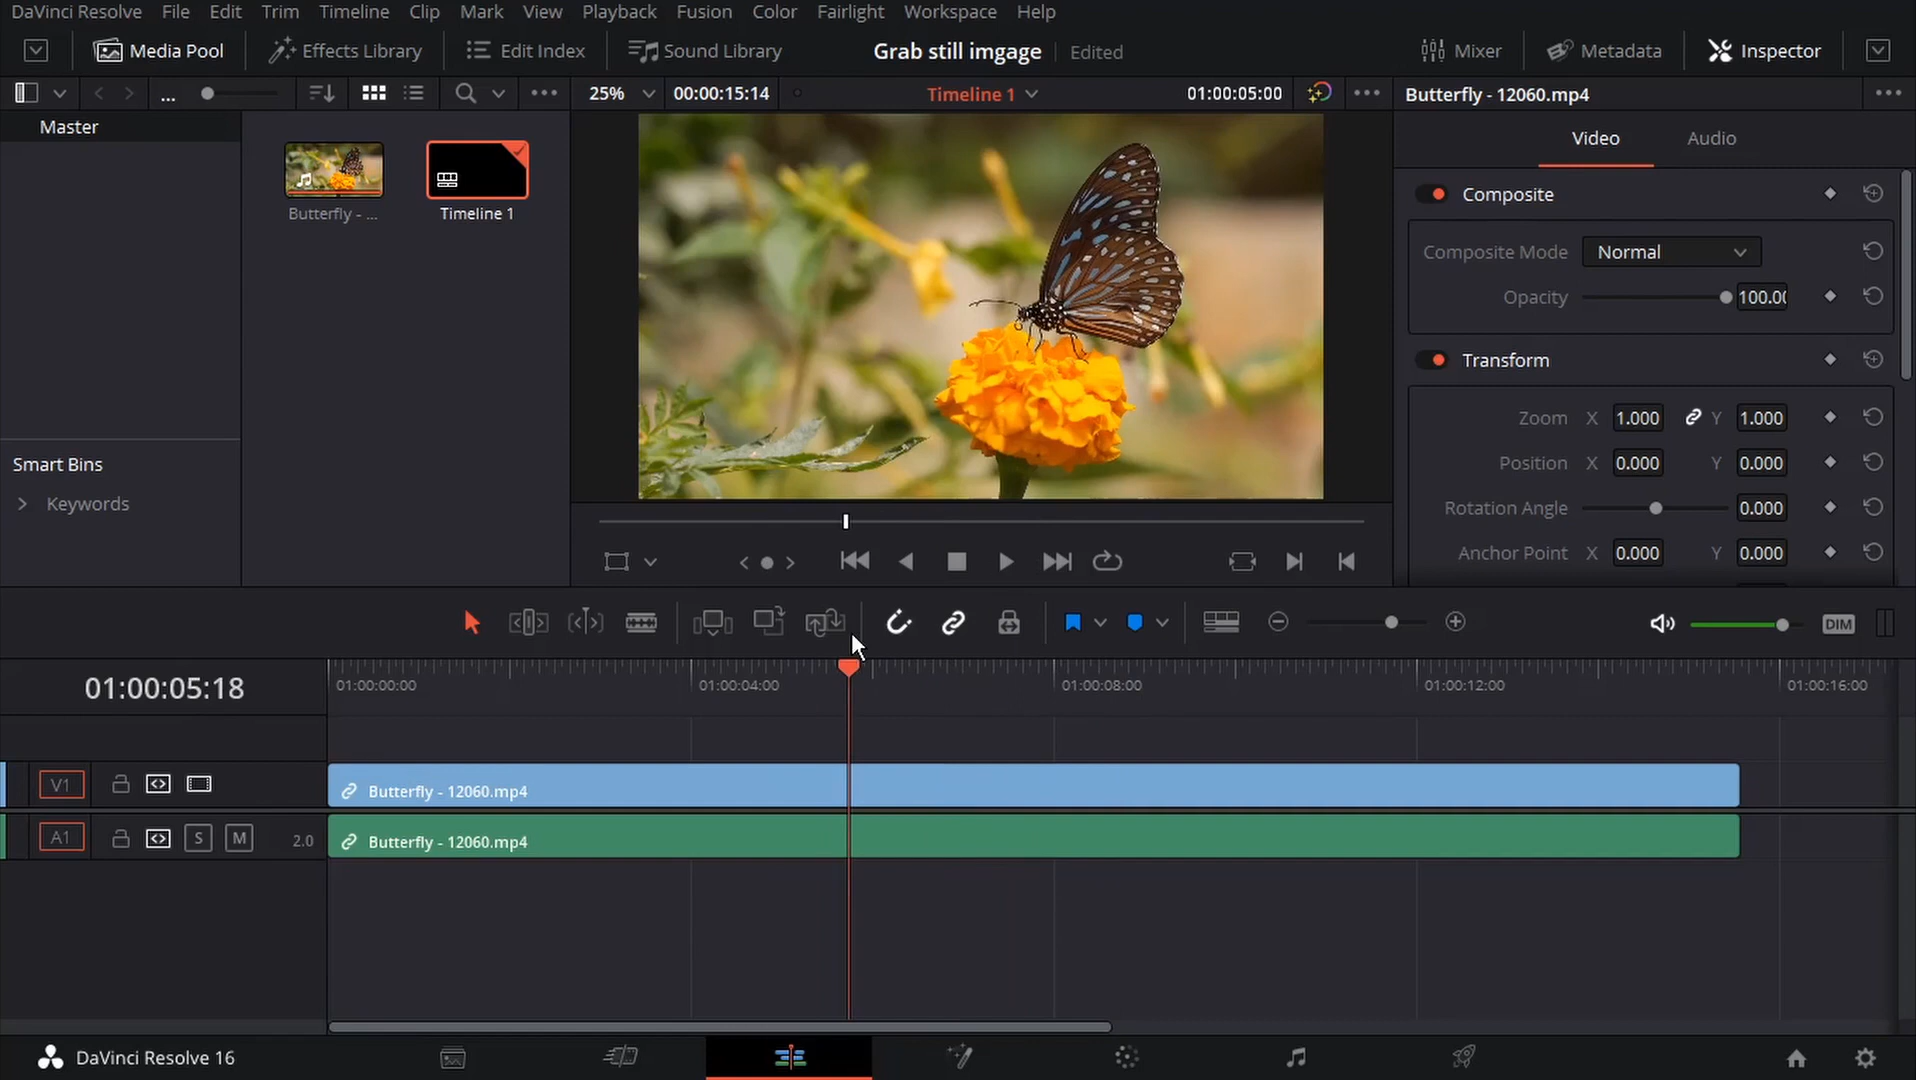 DaVinci Resolve File Edit Trim Timeline Clip Mark View Playback Fusion Color Fairlight Workspace Help
Media Pool Effects Library Edit Index Sound Library Grab still imgage Edited Mixer Metadata Inspector
... 25% 00:00:15:14 Timeline 1 01:00:05:00 Butterfly - 12060.mp4
Master
Video Audio
Butterfly - ... Timeline 1
Composite
Composite Mode Normal
Opacity 100.00
Transform
Zoom X 1.000 Y 1.000
Position X 0.000 Y 0.000
Rotation Angle 0.000
Anchor Point X 0.000 Y 0.000
Smart Bins
Keywords
DIM
01:00:05:18 01:00:00:00 01:00:04:00 01:00:08:00 01:00:12:00 01:00:16:00
V1 Butterfly - 12060.mp4
A1 S M 2.0 Butterfly - 12060.mp4
DaVinci Resolve 16